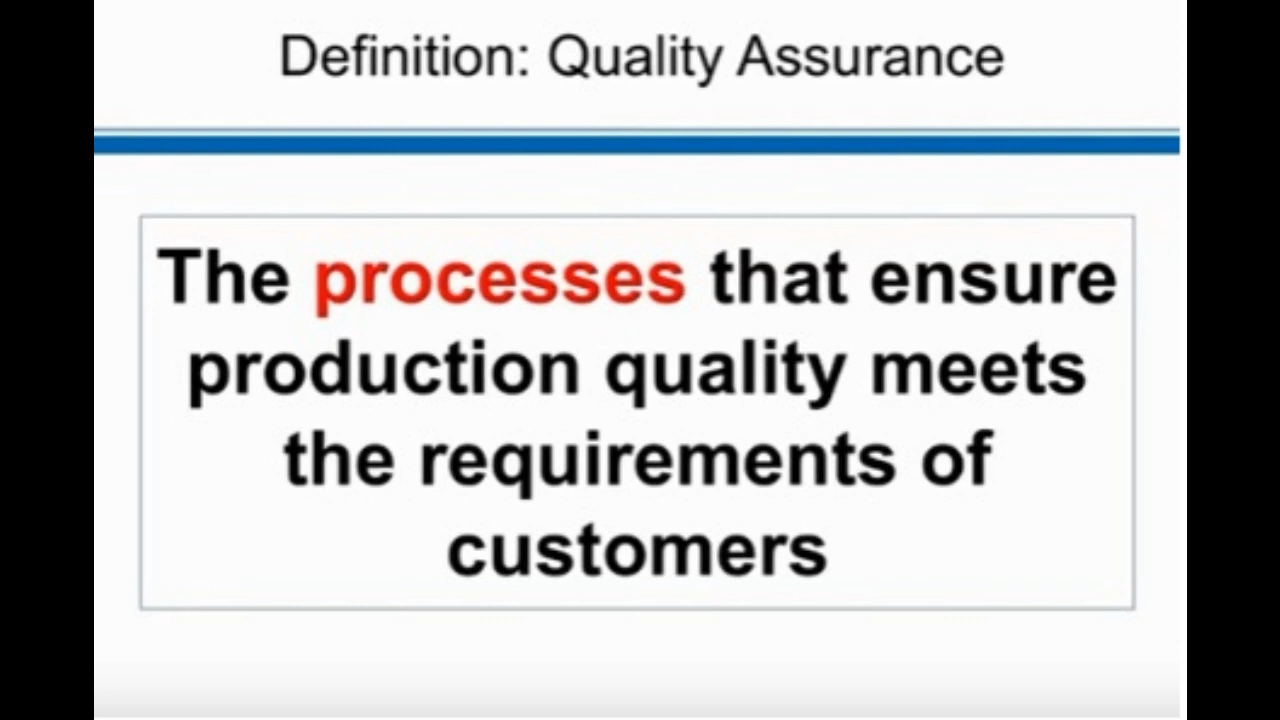 Definition: Quality Assurance
The processes that ensure
production quality meets
the requirements of
customers